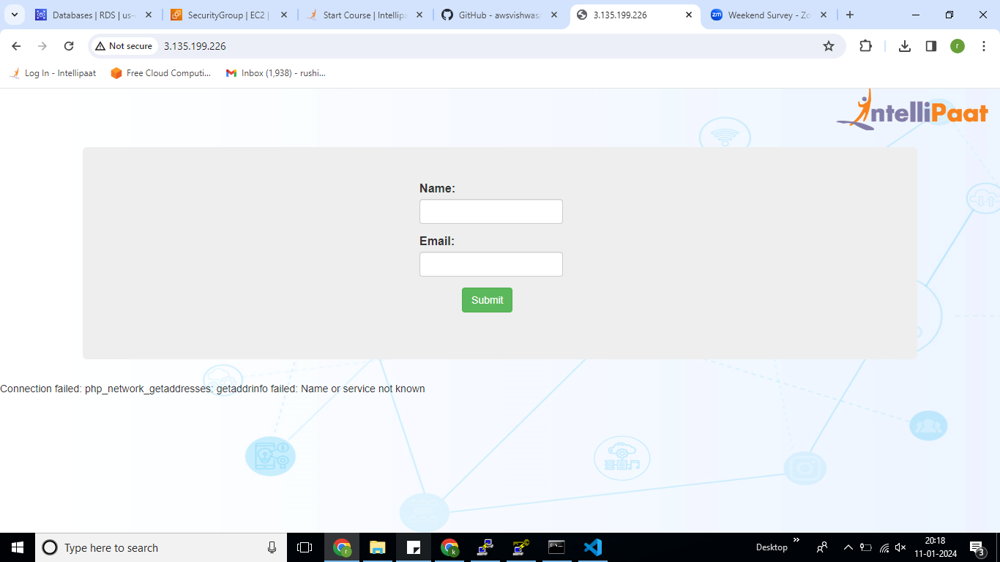 Databases | RDS | us-
SecurityGroup | EC2 |
Start Course | Intellipa
GitHub - awsvishwas/
3.135.199.226
zm
Weekend Survey - Zo
Not secure
3.135.199.226
r
Log In - Intellipaat
Free Cloud Computi...
Inbox (1,938) - rushi...
IntelliPaat
Name:
Email:
Submit
Connection failed: php_network_getaddresses: getaddrinfo failed: Name or service not known
Type here to search
r
k
Desktop
20:18
11-01-2024
3